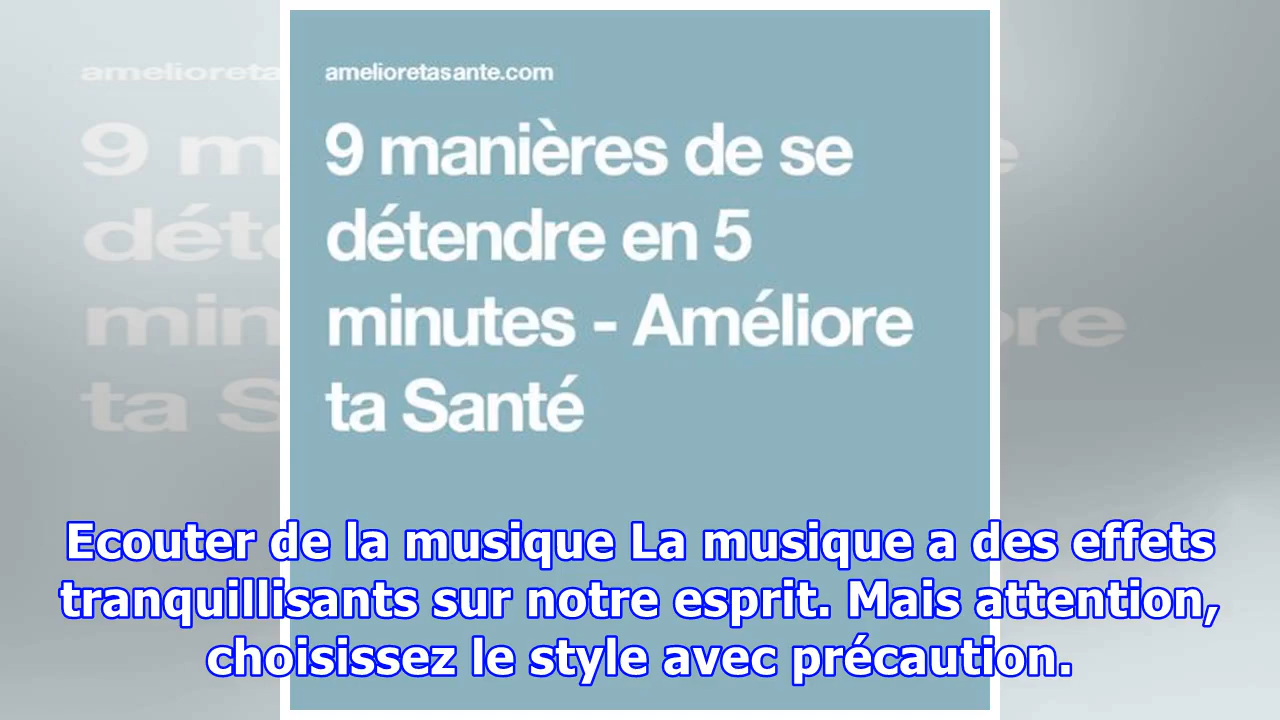 amelioretasante.com
9 manières de se
détendre en 5
minutes - Améliore
ta Santé
Ecouter de la musique La musique a des effets
tranquillisants sur notre esprit. Mais attention,
choisissez le style avec précaution.